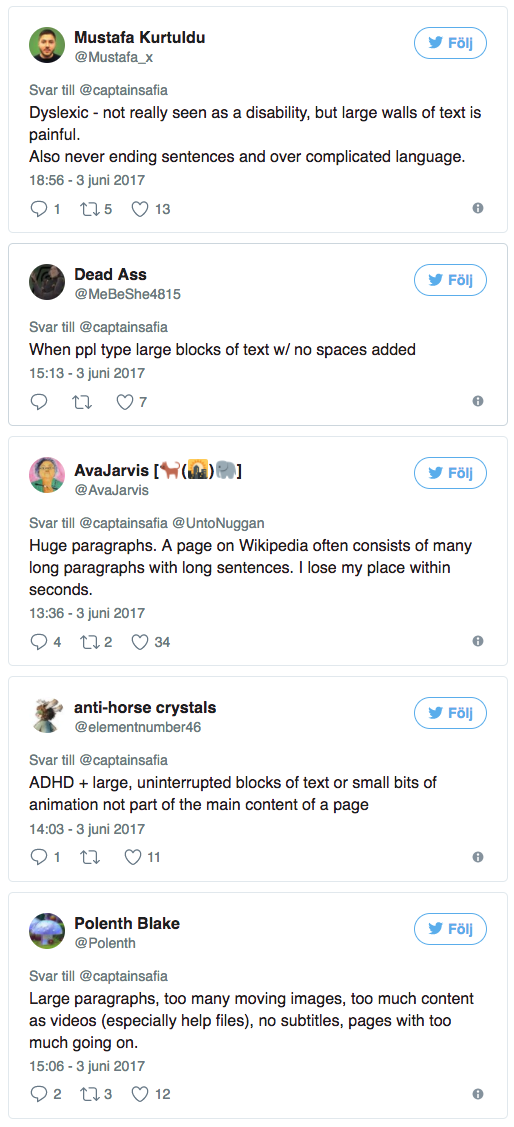 Mustafa Kurtuldu
Följ
@Mustafa_x
Svar till @captainsafia
Dyslexic - not really seen as a disability, but large walls of text is
painful.
Also never ending sentences and over complicated language.
18:56 - 3 juni 2017
1 5 13
Dead Ass
Följ
@MeBeShe4815
Svar till @captainsafia
When ppl type large blocks of text w/ no spaces added
15:13 - 3 juni 2017
7
AvaJarvis [🐕(🌇)🐘]
Följ
@AvaJarvis
Svar till @captainsafia @UntoNuggan
Huge paragraphs. A page on Wikipedia often consists of many
long paragraphs with long sentences. I lose my place within
seconds.
13:36 - 3 juni 2017
4 2 34
anti-horse crystals
Följ
@elementnumber46
Svar till @captainsafia
ADHD + large, uninterrupted blocks of text or small bits of
animation not part of the main content of a page
14:03 - 3 juni 2017
1 11
Polenth Blake
Följ
@Polenth
Svar till @captainsafia
Large paragraphs, too many moving images, too much content
as videos (especially help files), no subtitles, pages with too
much going on.
15:06 - 3 juni 2017
2 3 12